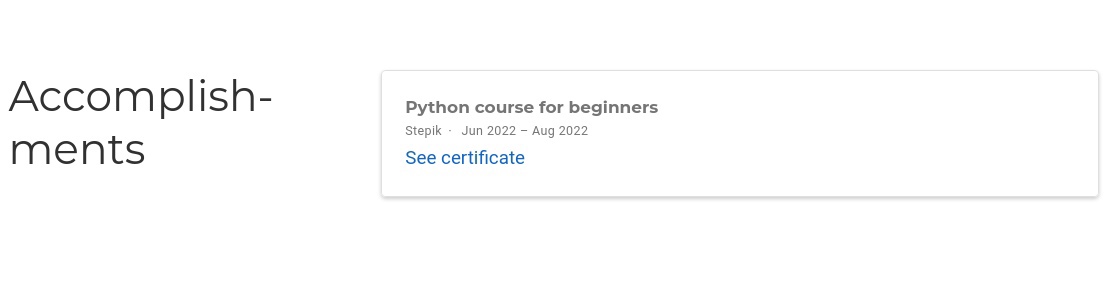 Accomplish-
ments
Python course for beginners
Stepik · Jun 2022 – Aug 2022
See certificate